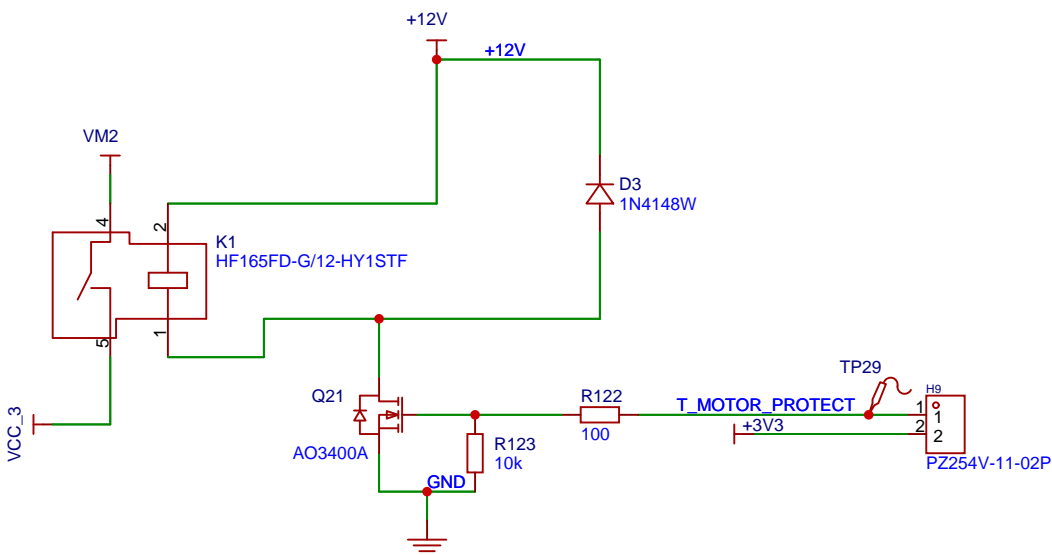 +12V
+12V
VM2
D3
1N4148W
4
2
K1
HF165FD-G/12-HY1STF
1
5
VCC_3
Q21
AO3400A
R122
100
T_MOTOR_PROTECT
TP29
H9
1
1
2
2
+3V3
PZ254V-11-02P
R123
10k
GND